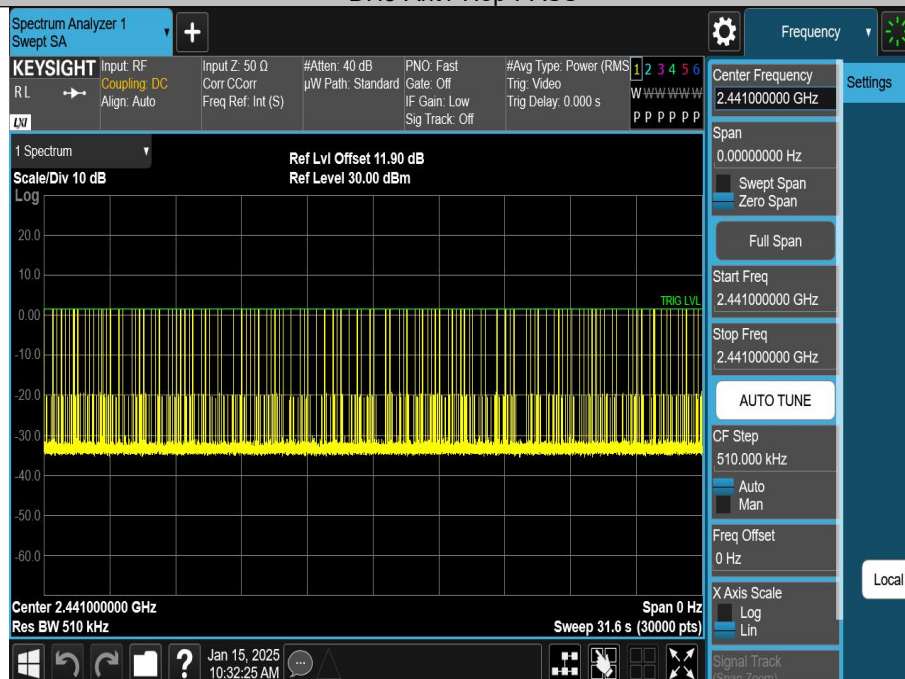 Spectrum Analyzer 1
Swept SA
Frequency
KEYSIGHT
RL
LXI
Input: RF
Coupling: DC
Align: Auto
Input Z: 50 Ω
Corr CCorr
Freq Ref: Int (S)
#Atten: 40 dB
µW Path: Standard
PNO: Fast
Gate: Off
IF Gain: Low
Sig Track: Off
#Avg Type: Power (RMS
Trig: Video
Trig Delay: 0.000 s
1 2 3 4 5 6
W W W W W W
P P P P P P
1 Spectrum
Scale/Div 10 dB
Log
Ref Lvl Offset 11.90 dB
Ref Level 30.00 dBm
20.0
10.0
0.00
-10.0
-20.0
-30.0
-40.0
-50.0
-60.0
TRIG LVL
Center 2.441000000 GHz
Res BW 510 kHz
Span 0 Hz
Sweep 31.6 s (30000 pts)
Center Frequency
2.441000000 GHz
Settings
Span
0.00000000 Hz
Swept Span
Zero Span
Full Span
Start Freq
2.441000000 GHz
Stop Freq
2.441000000 GHz
AUTO TUNE
CF Step
510.000 kHz
Auto
Man
Freq Offset
0 Hz
X Axis Scale
Log
Lin
Local
Signal Track
(Span Zoom)
?
Jan 15, 2025
10:32:25 AM